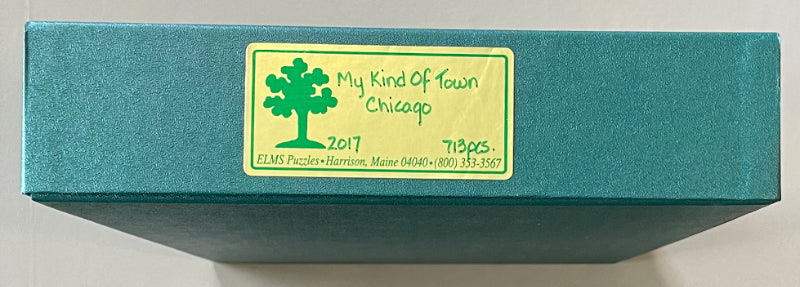 My Kind Of Town
Chicago
2017 713pcs.
ELMS Puzzles • Harrison, Maine 04040 • (800) 353-3567